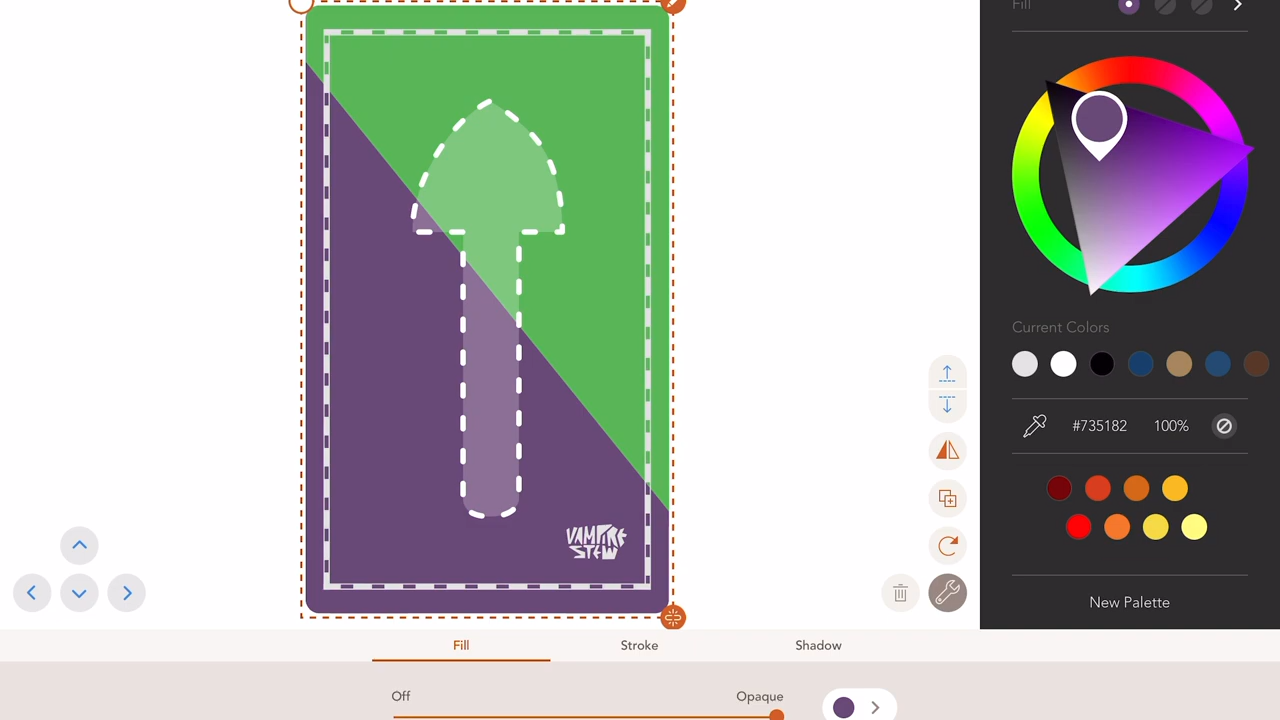 Fill
Current Colors
#735182 100%
New Palette
VAMPIRE
STEW
Fill Stroke Shadow
Off Opaque